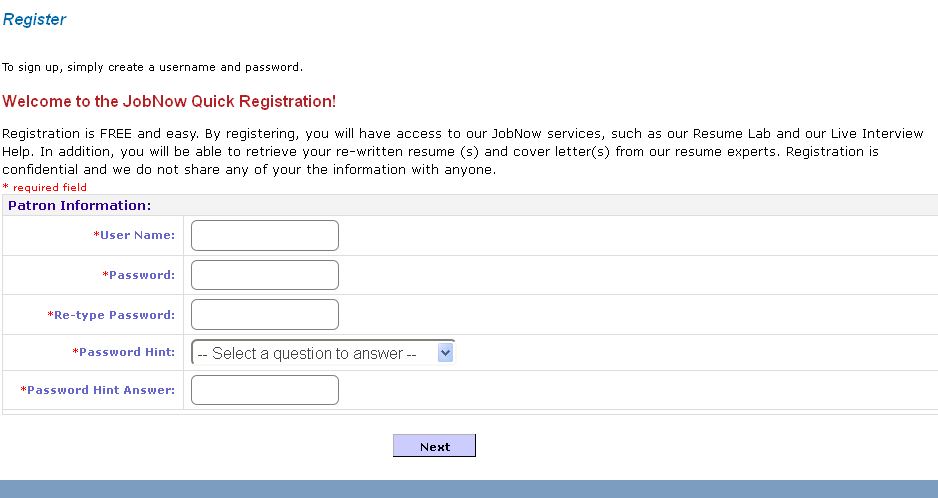 Register
To sign up, simply create a username and password.
Welcome to the JobNow Quick Registration!
Registration is FREE and easy. By registering, you will have access to our JobNow services, such as our Resume Lab and our Live Interview
Help. In addition, you will be able to retrieve your re-written resume (s) and cover letter(s) from our resume experts. Registration is
confidential and we do not share any of your the information with anyone.
* required field
Patron Information:
*User Name:
*Password:
*Re-type Password:
*Password Hint: -- Select a question to answer --
*Password Hint Answer:
Next